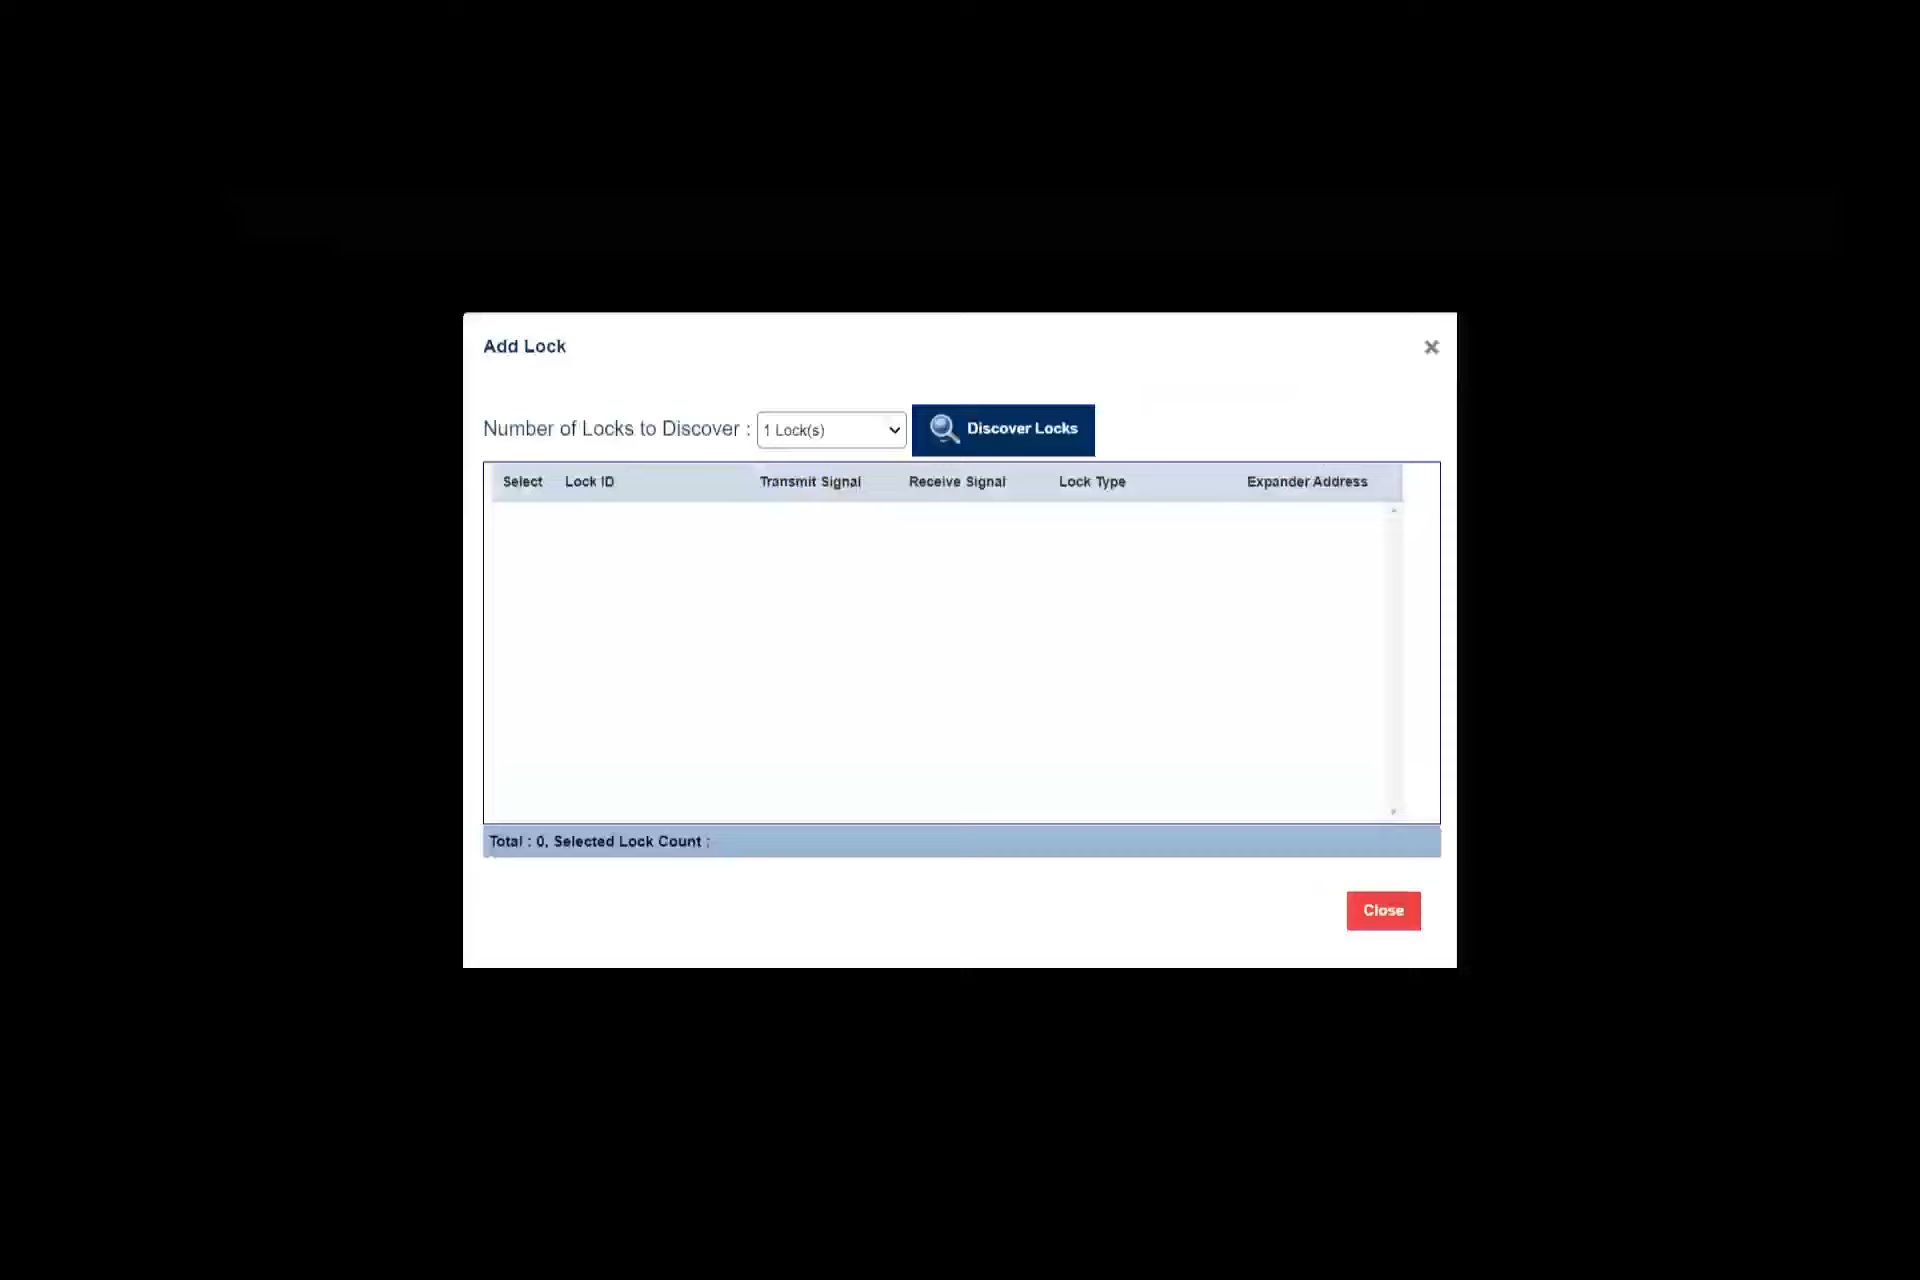 Add Lock
Number of Locks to Discover : 1 Lock(s) Discover Locks
Select Lock ID Transmit Signal Receive Signal Lock Type Expander Address
Total : 0, Selected Lock Count :
Close